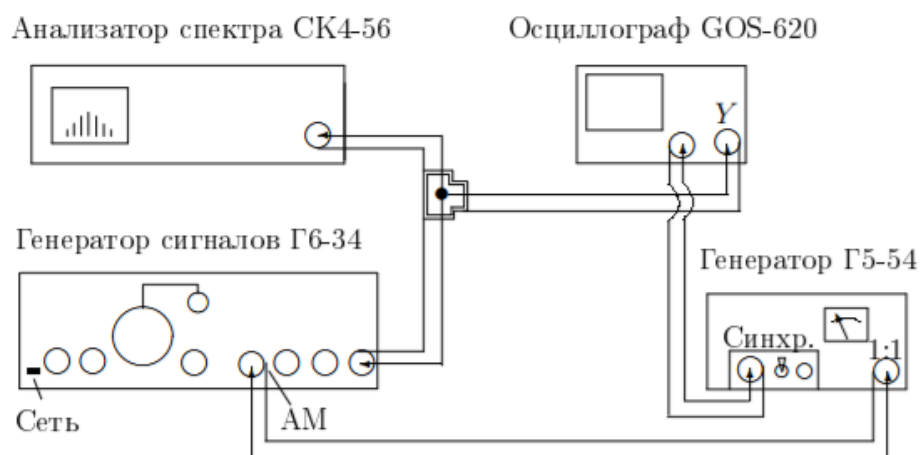 Анализатор спектра СК4-56
Осциллограф GOS-620
Y
Генератор сигналов Г6-34
Генератор Г5-54
Синхр.
1:1
Сеть
АМ